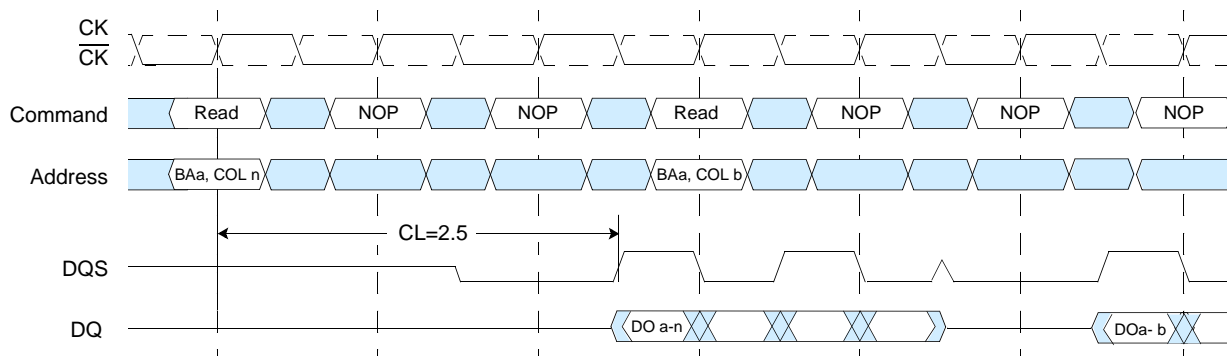 CK
CK
Command Read NOP NOP Read NOP NOP NOP
Address BAa, COL n BAa, COL b
CL=2.5
DQS
DQ DO a-n DOa- b